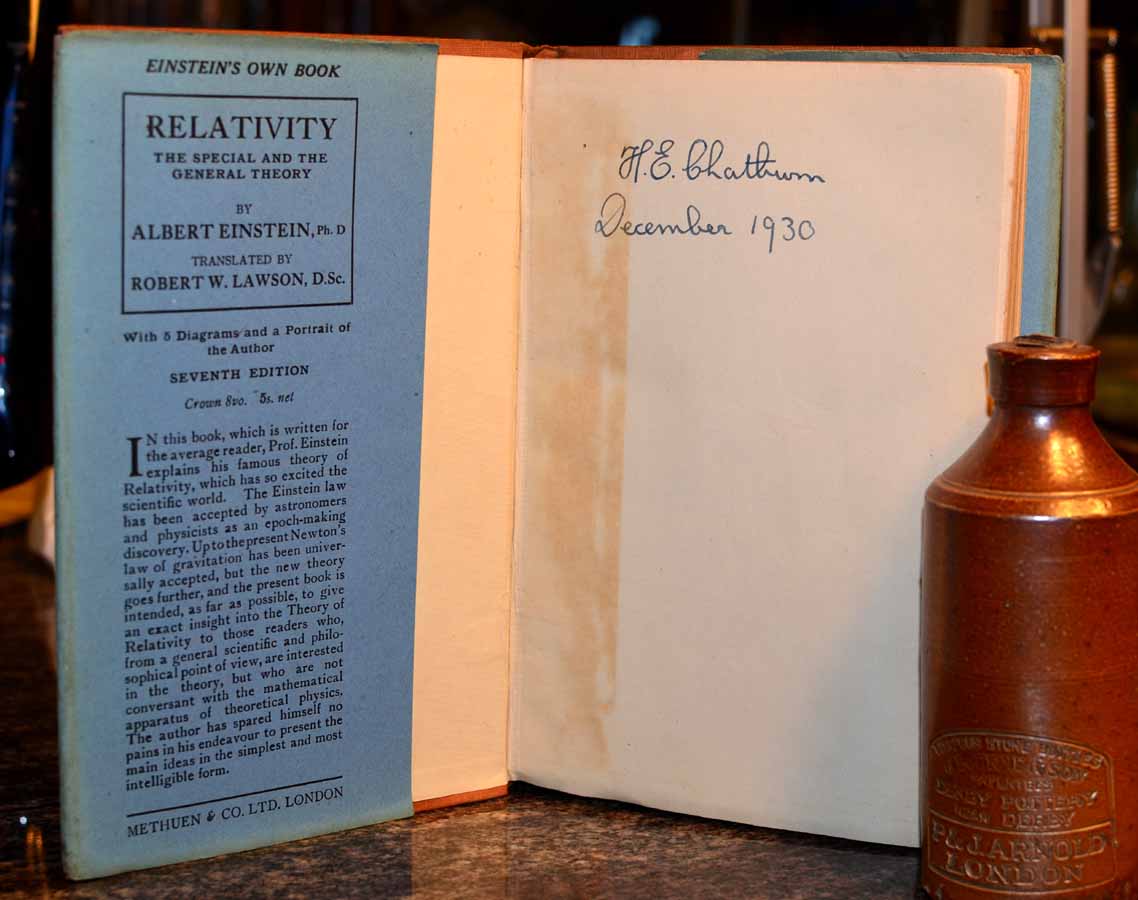 EINSTEIN'S OWN BOOK
RELATIVITY
THE SPECIAL AND THE
GENERAL THEORY
BY
ALBERT EINSTEIN, Ph. D
TRANSLATED BY
ROBERT W. LAWSON, D.Sc.
With 5 Diagrams and a Portrait of
the Author
SEVENTH EDITION
Crown 8vo. 5s. net
IN this book, which is written for
the average reader, Prof. Einstein
explains his famous theory of
Relativity, which has so excited the
scientific world. The Einstein law
has been accepted by astronomers
and physicists as an epoch-making
discovery. Up to the present Newton's
law of gravitation has been univer-
sally accepted, but the new theory
goes further, and the present book is
intended, as far as possible, to give
an exact insight into the Theory of
Relativity to those readers who,
from a general scientific and philo-
sophical point of view, are interested
in the theory, but who are not
conversant with the mathematical
apparatus of theoretical physics.
The author has spared himself no
pains in his endeavour to present the
main ideas in the simplest and most
intelligible form.
METHUEN & CO. LTD. LONDON
H.E.
December 1930
DENBY POTTERY
DERBY
P & J. ARNOLD
LONDON